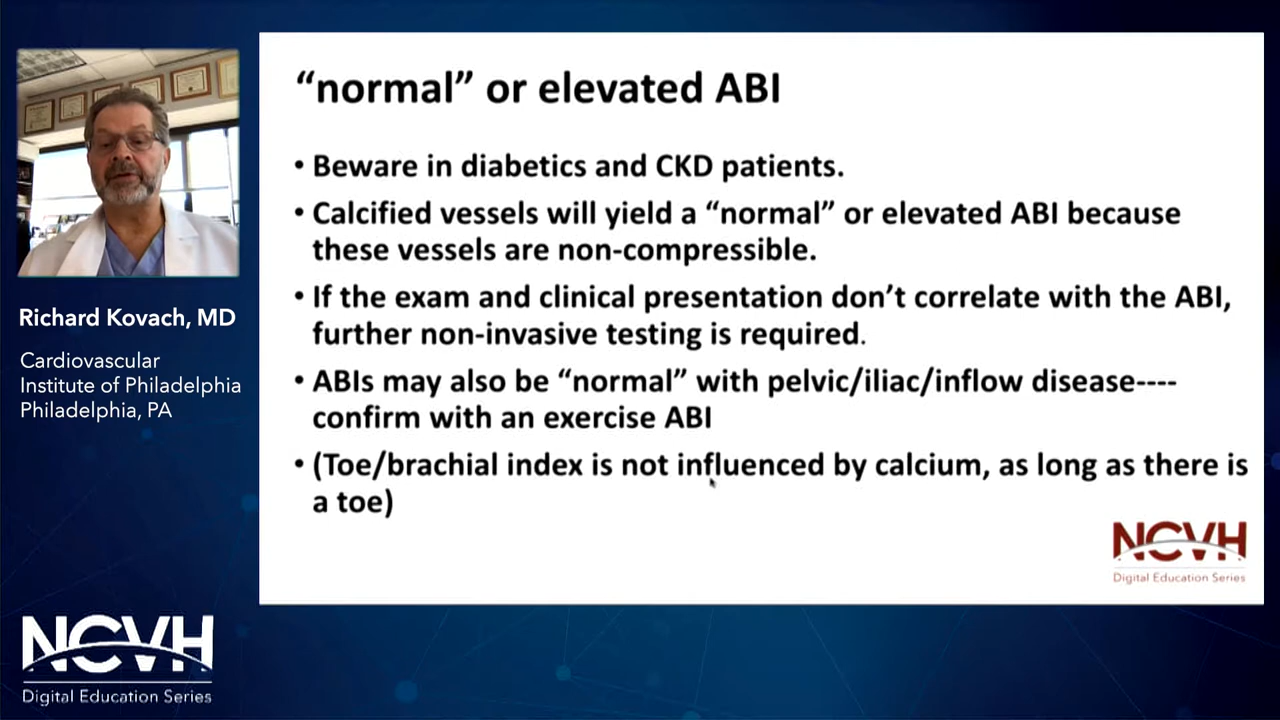 “normal” or elevated ABI
• Beware in diabetics and CKD patients.
• Calcified vessels will yield a “normal” or elevated ABI because
these vessels are non-compressible.
• If the exam and clinical presentation don’t correlate with the ABI,
further non-invasive testing is required.
• ABIs may also be “normal” with pelvic/iliac/inflow disease----
confirm with an exercise ABI
• (Toe/brachial index is not influenced by calcium, as long as there is
a toe)
NCVH
Digital Education Series
Richard Kovach, MD
Cardiovascular
Institute of Philadelphia
Philadelphia, PA
NCVH
Digital Education Series